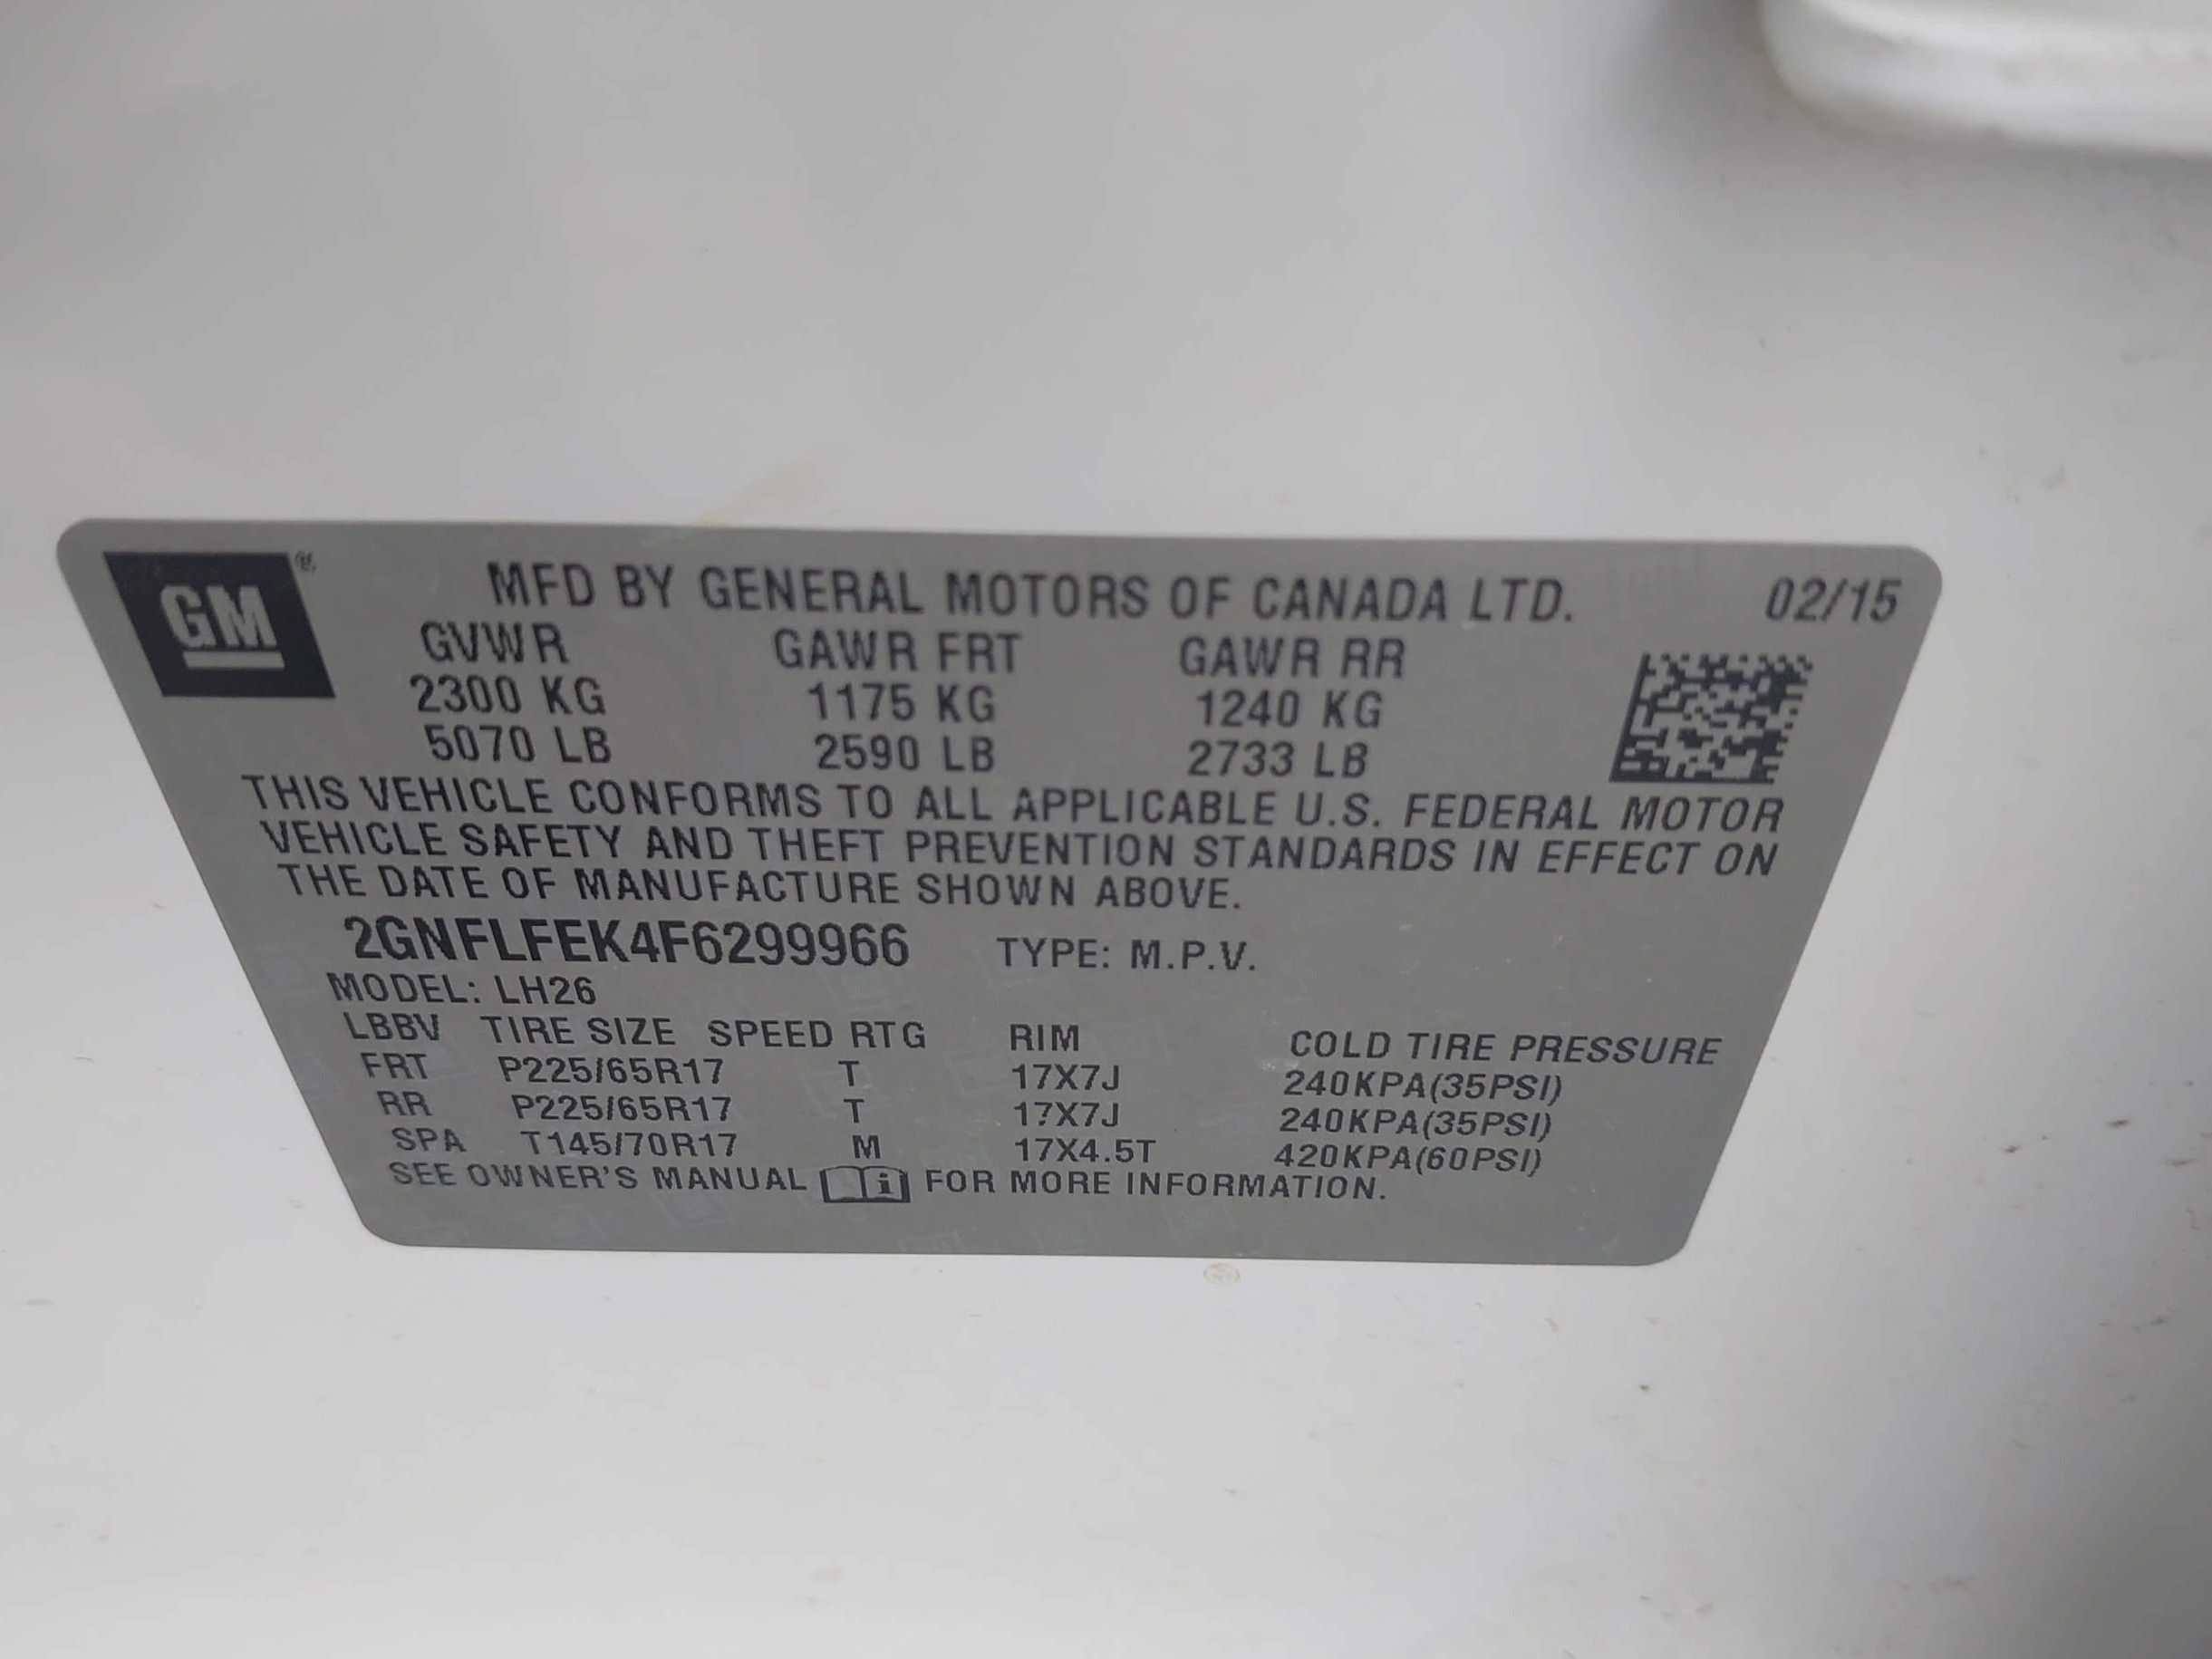 GM ®
MFD BY GENERAL MOTORS OF CANADA LTD. 02/15
GVWR GAWR FRT GAWR RR
2300 KG 1175 KG 1240 KG
5070 LB 2590 LB 2733 LB
THIS VEHICLE CONFORMS TO ALL APPLICABLE U.S. FEDERAL MOTOR
VEHICLE SAFETY AND THEFT PREVENTION STANDARDS IN EFFECT ON
THE DATE OF MANUFACTURE SHOWN ABOVE.
2GNFLFEK4F6299966 TYPE: M.P.V.
MODEL: LH26
LBBV TIRE SIZE SPEED RTG RIM COLD TIRE PRESSURE
FRT P225/65R17 T 17X7J 240KPA(35PSI)
RR P225/65R17 T 17X7J 240KPA(35PSI)
SPA T145/70R17 M 17X4.5T 420KPA(60PSI)
SEE OWNER'S MANUAL i FOR MORE INFORMATION.